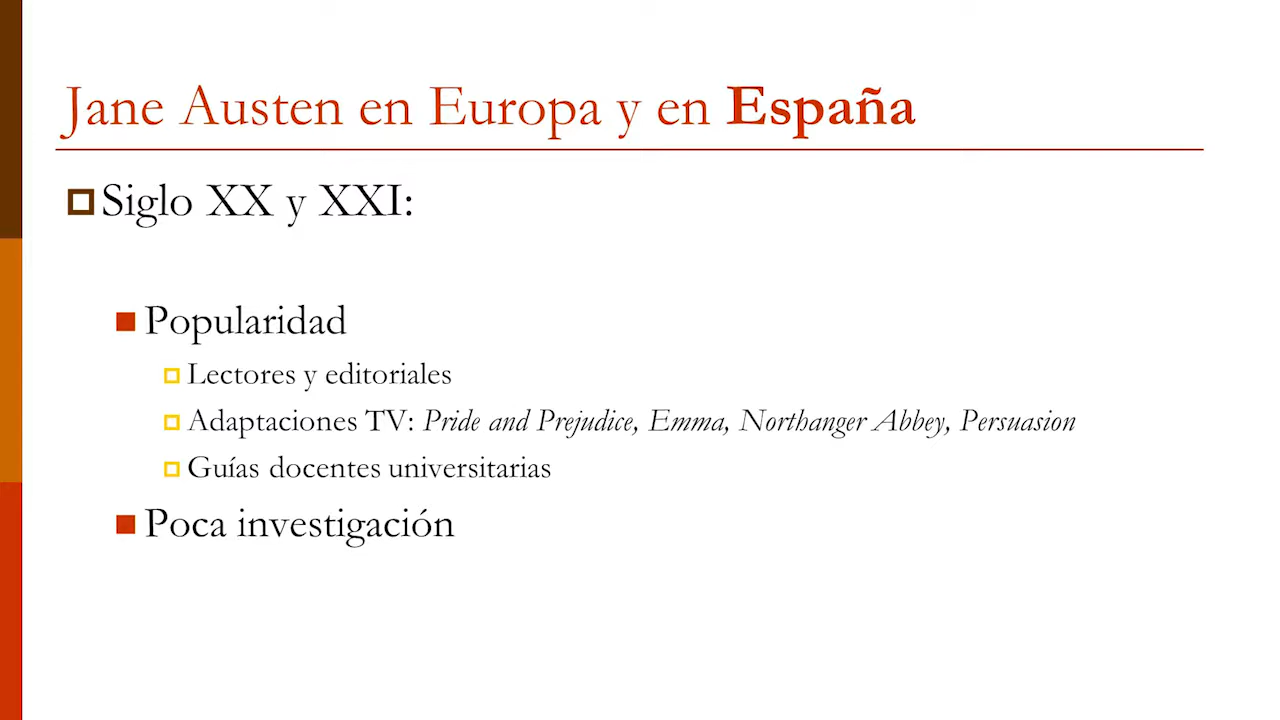 Jane Austen en Europa y en España
Siglo XX y XXI:
Popularidad
Lectores y editoriales
Adaptaciones TV: Pride and Prejudice, Emma, Northanger Abbey, Persuasion
Guías docentes universitarias
Poca investigación